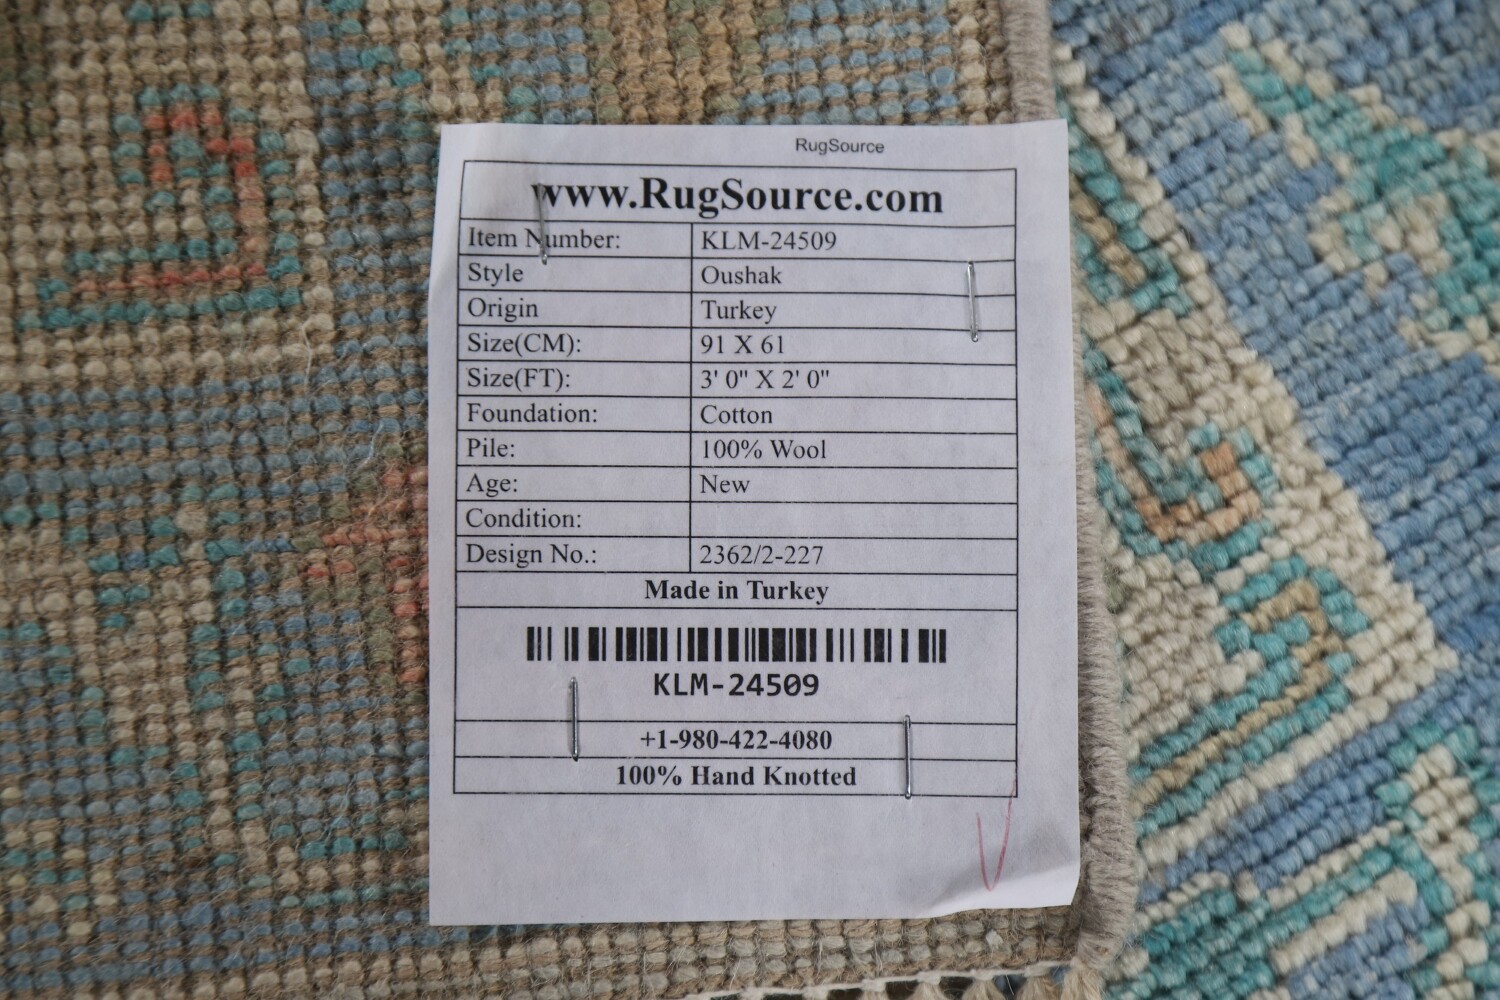 RugSource
www.RugSource.com
Item Number: KLM-24509
Style Oushak
Origin Turkey
Size(CM): 91 X 61
Size(FT): 3' 0" X 2' 0"
Foundation: Cotton
Pile: 100% Wool
Age: New
Condition:
Design No.: 2362/2-227
Made in Turkey
KLM-24509
+1-980-422-4080
100% Hand Knotted